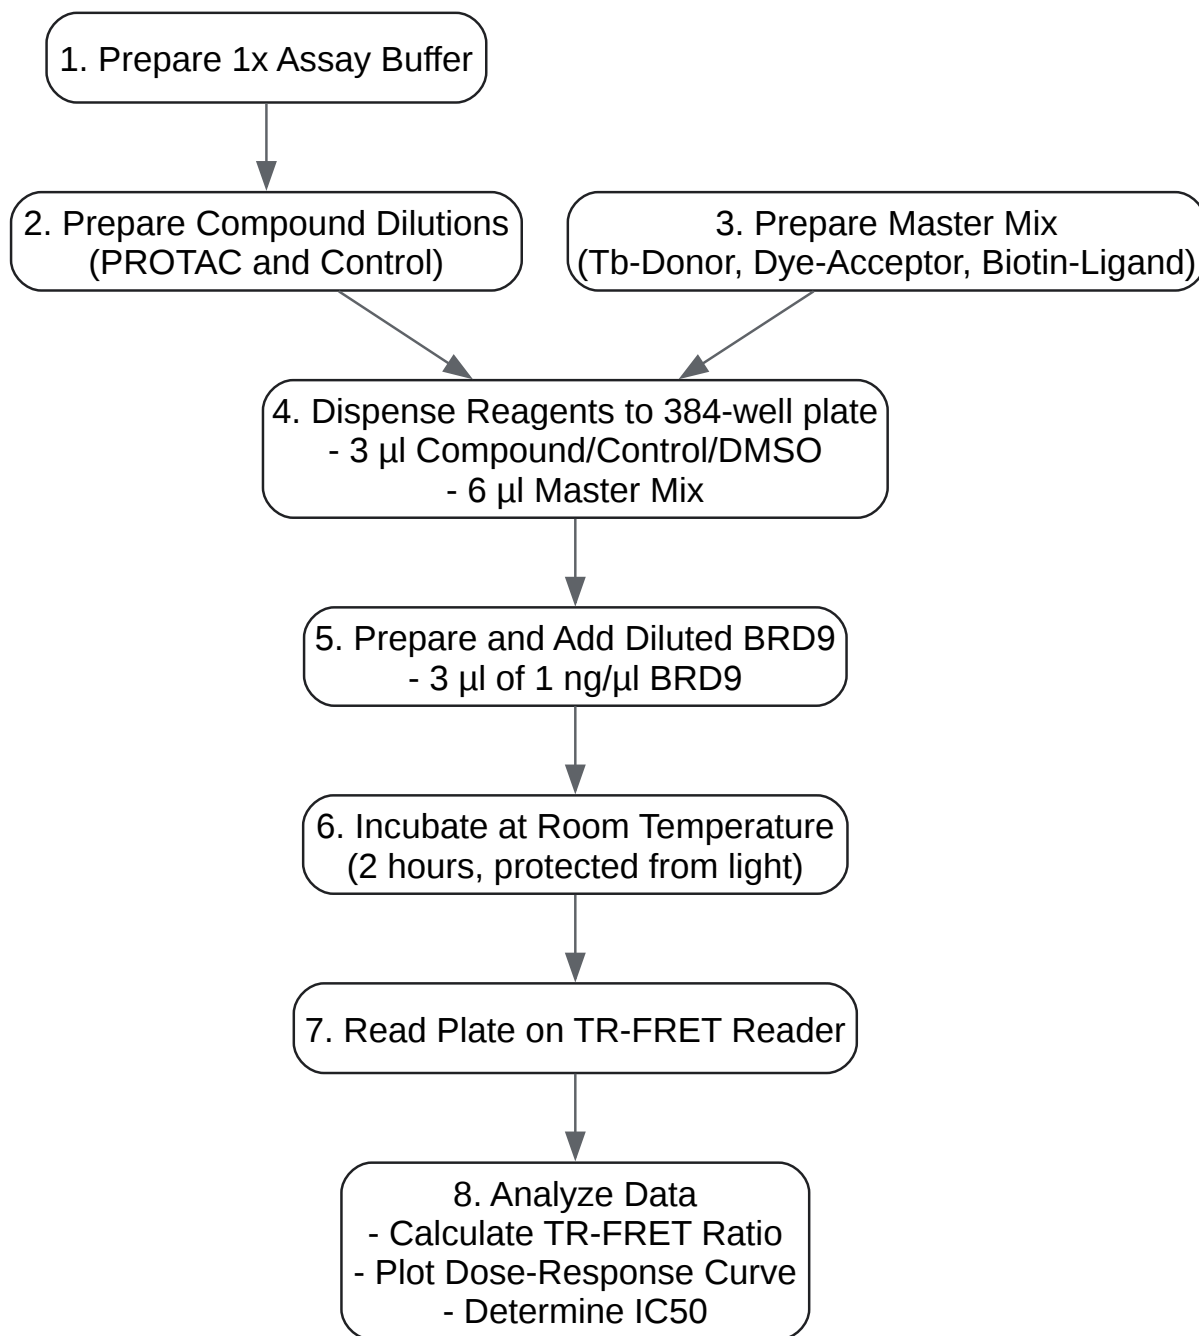 1. Prepare 1x Assay Buffer
2. Prepare Compound Dilutions
(PROTAC and Control)
3. Prepare Master Mix
(Tb-Donor, Dye-Acceptor, Biotin-Ligand)
4. Dispense Reagents to 384-well plate
- 3 µl Compound/Control/DMSO
- 6 µl Master Mix
5. Prepare and Add Diluted BRD9
- 3 µl of 1 ng/µl BRD9
6. Incubate at Room Temperature
(2 hours, protected from light)
7. Read Plate on TR-FRET Reader
8. Analyze Data
- Calculate TR-FRET Ratio
- Plot Dose-Response Curve
- Determine IC50